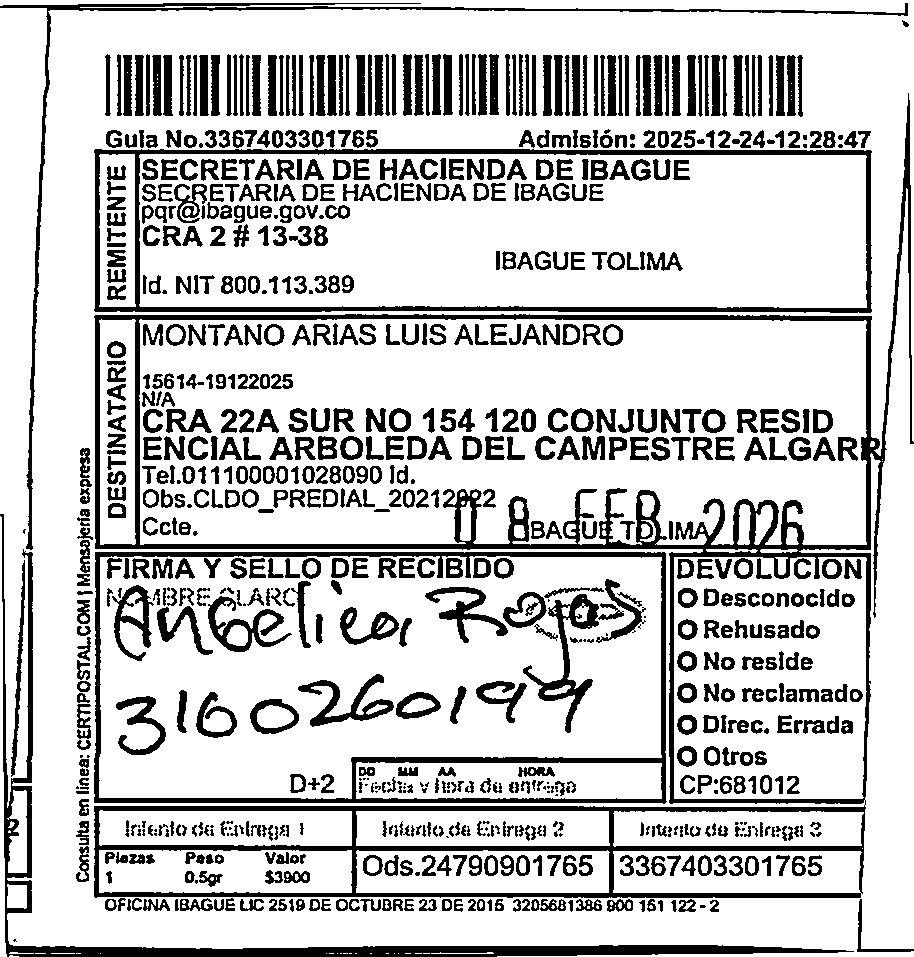 Guia No.3367403301765 Admisión: 2025-12-24-12:28:47
REMITENTE
SECRETARIA DE HACIENDA DE IBAGUE
SECRETARIA DE HACIENDA DE IBAGUE
pqr@ibague.gov.co
CRA 2 # 13-38
IBAGUE TOLIMA
Id. NIT 800.113.389
DESTINATARIO
MONTANO ARIAS LUIS ALEJANDRO
15614-19122025
N/A
CRA 22A SUR NO 154 120 CONJUNTO RESID
ENCIAL ARBOLEDA DEL CAMPESTRE ALGARR
Tel.011100001028090 Id.
Obs.CLDO_PREDIAL_20212022
Ccte.
IBAGUE TOLIMA
08 FEB 2026
Consulta en linea: CERTIPOSTAL.COM | Mensajeria expresa
FIRMA Y SELLO DE RECIBIDO
NOMBRE CLARO
Angelica Rojas
3160260199
D+2
DD MM AA HORA
Fecha y hora de entrega
DEVOLUCION
Desconocido
Rehusado
No reside
No reclamado
Direc. Errada
Otros
CP:681012
Intento de Entrega 1 Intento de Entrega 2 Intento de Entrega 3
Piezas Peso Valor
1 0.5gr $3900
Ods.24790901765 3367403301765
OFICINA IBAGUE LIC 2519 DE OCTUBRE 23 DE 2015 3205681386 900 151 122 - 2